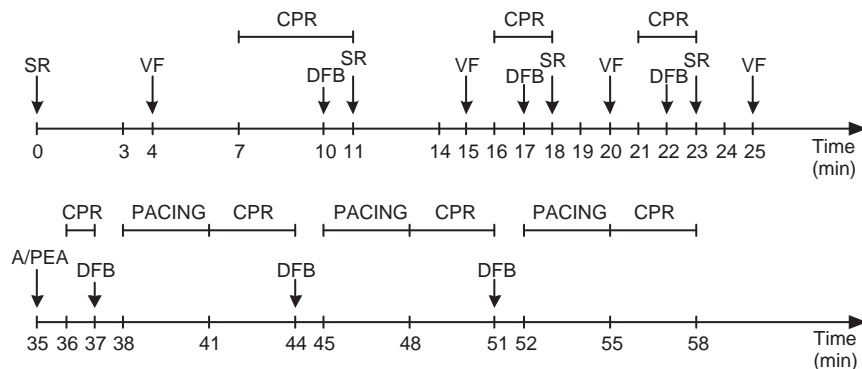 CPR CPR CPR
SR VF DFB SR VF DFB SR VF DFB SR VF
0 3 4 7 10 11 14 15 16 17 18 19 20 21 22 23 24 25 Time
(min)
CPR PACING CPR PACING CPR PACING CPR
A/PEA DFB DFB DFB
35 36 37 38 41 44 45 48 51 52 55 58 Time
(min)